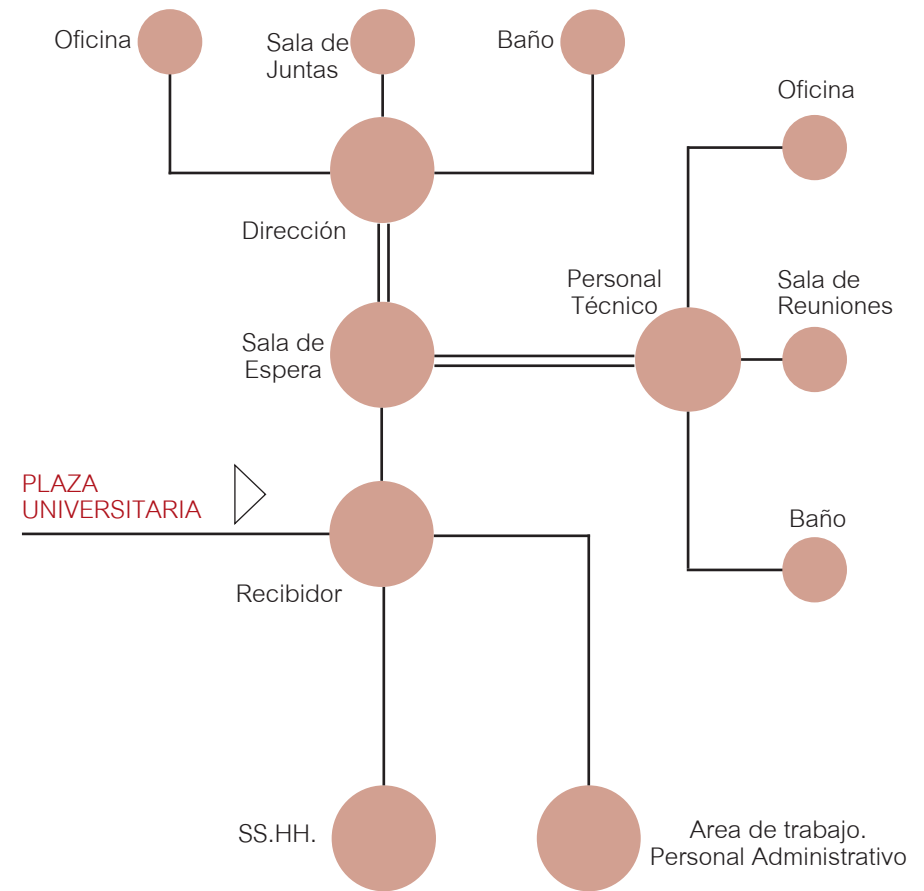 Oficina
Sala de
Juntas
Baño
Oficina
Dirección
Personal
Técnico
Sala de
Reuniones
Sala de
Espera
PLAZA
UNIVERSITARIA
Baño
Recibidor
SS.HH.
Area de trabajo.
Personal Administrativo